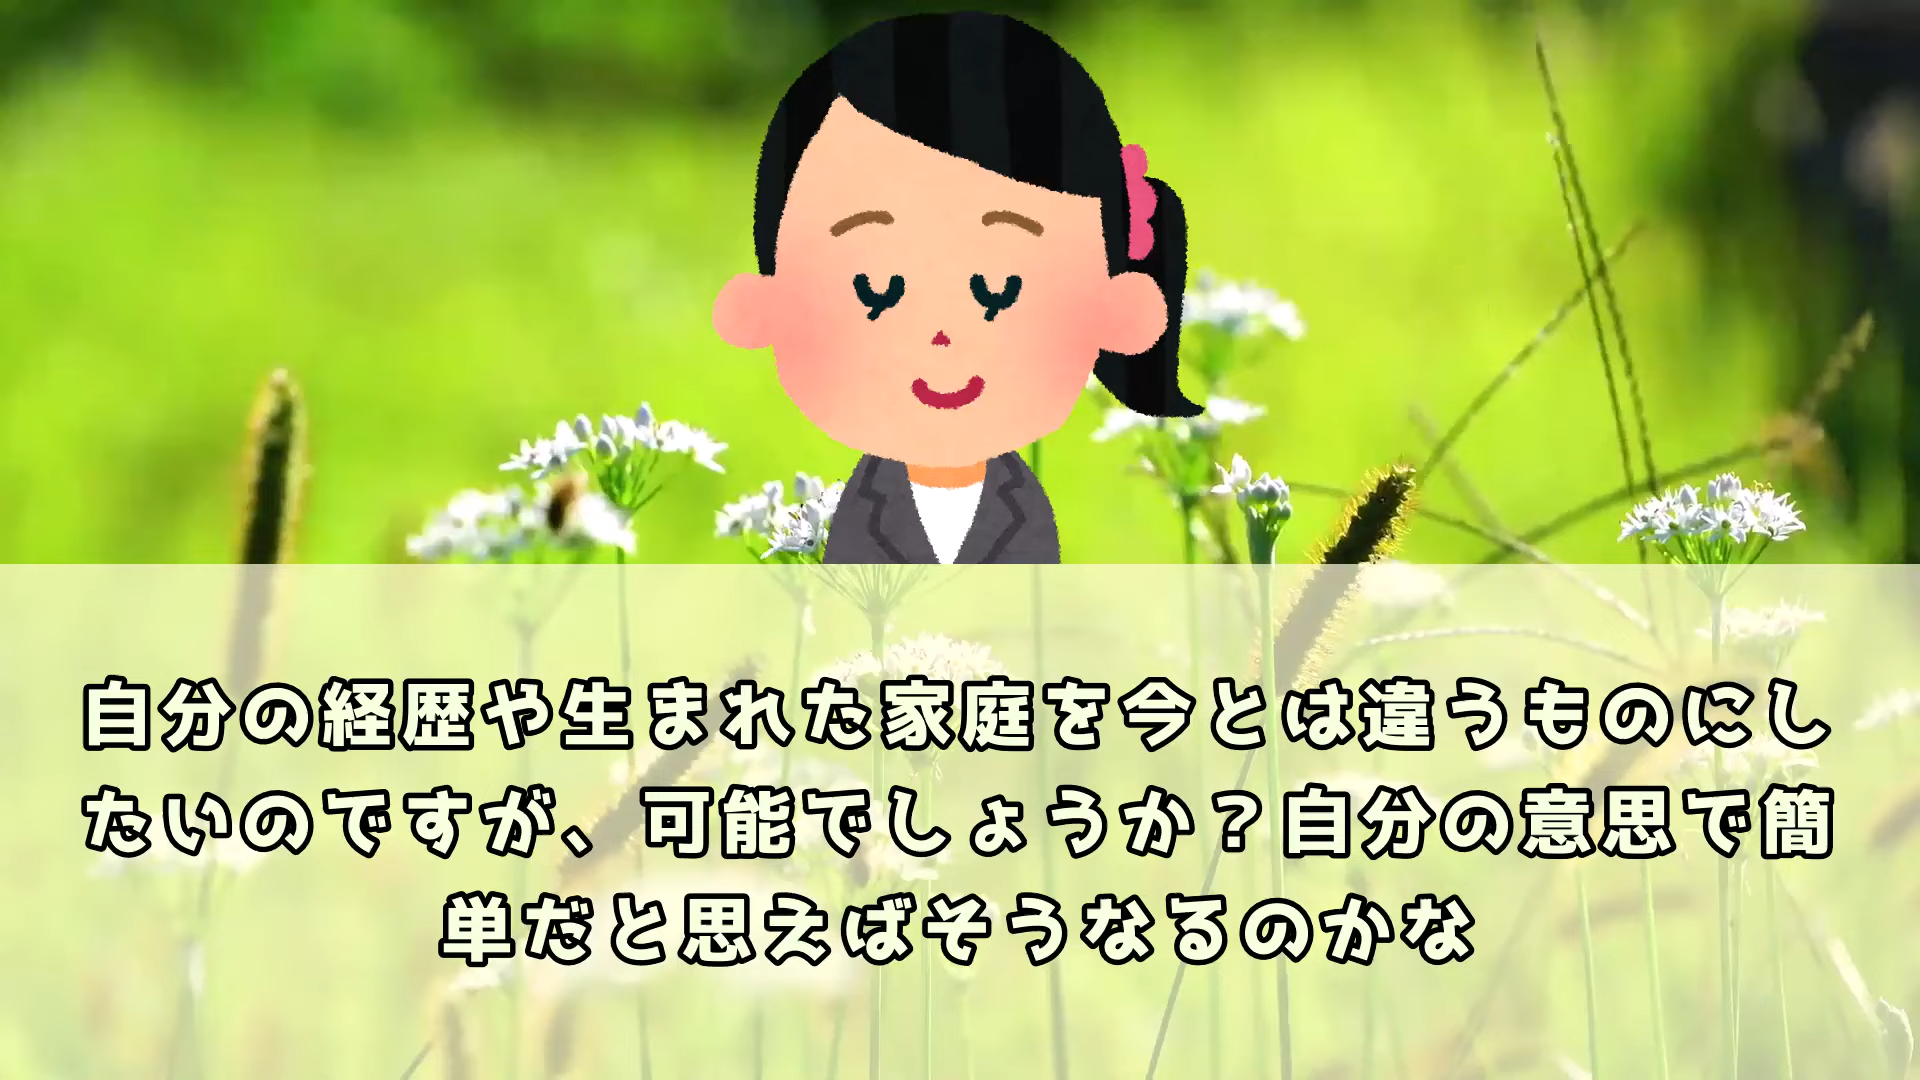 自分の経歴や生まれた家庭を今とは違うものにし
たいのですが、可能でしょうか？自分の意思で簡
単だと思えばそうなるのかな